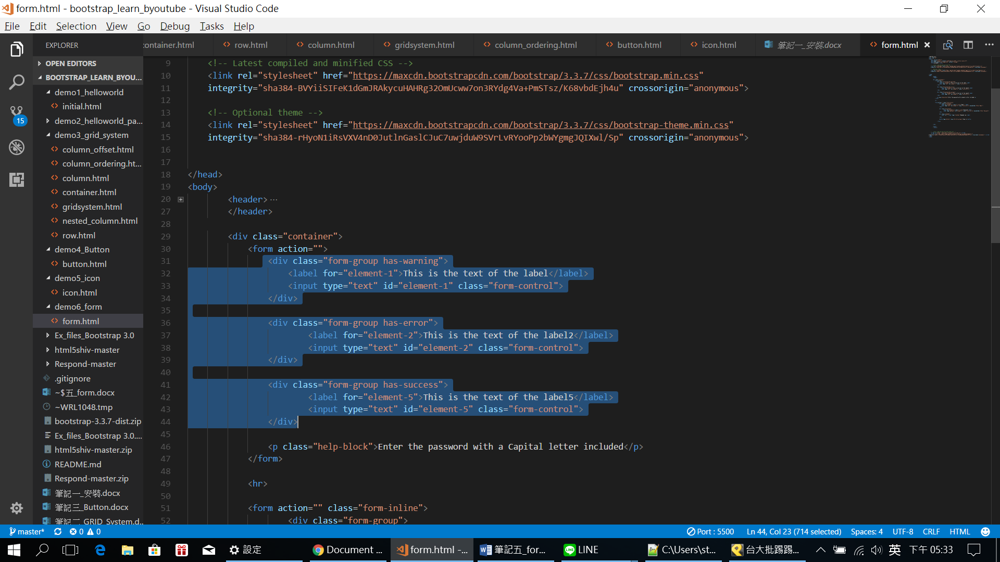 form.html - bootstrap_learn_byoutube - Visual Studio Code
File Edit Selection View Go Debug Tasks Help
EXPLORER
container.html row.html column.html gridsystem.html column_ordering.html button.html icon.html 筆記一_安裝.docx form.html
OPEN EDITORS
BOOTSTRAP_LEARN_BYOU...
demo1_helloworld
initial.html
demo2_helloworld_pa...
demo3_grid_system
column_offset.html
column_ordering.ht...
column.html
container.html
gridsystem.html
nested_column.html
row.html
demo4_Button
button.html
demo5_icon
icon.html
demo6_form
form.html
Ex_files_Bootstrap 3.0
html5shiv-master
Respond-master
.gitignore
~$五_form.docx
~WRL1048.tmp
bootstrap-3.3.7-dist.zip
Ex_files_Bootstrap 3.0....
html5shiv-master.zip
README.md
Respond-master.zip
筆記一_安裝.docx
筆記三_Button.docx
筆記二_GRID_System.d...
15
9 <!-- Latest compiled and minified CSS -->
10 <link rel="stylesheet" href="https://maxcdn.bootstrapcdn.com/bootstrap/3.3.7/css/bootstrap.min.css"
11 integrity="sha384-BVYiiSIFeK1dGmJRAkycuHAHRg32OmUcww7on3RYdg4Va+PmSTsz/K68vbdEjh4u" crossorigin="anonymous">
12
13 <!-- Optional theme -->
14 <link rel="stylesheet" href="https://maxcdn.bootstrapcdn.com/bootstrap/3.3.7/css/bootstrap-theme.min.css"
15 integrity="sha384-rHyoN1iRsVXV4nD0JutlnGaslCJuC7uwjduW9SVrLvRYooPp2bWYgmgJQIXwl/Sp" crossorigin="anonymous">
16
17
18 </head>
19 <body>
20 <header>...
27 </header>
28
29 <div class="container">
30 <form action="">
31 <div class="form-group has-warning">
32 <label for="element-1">This is the text of the label</label>
33 <input type="text" id="element-1" class="form-control">
34 </div>
35
36 <div class="form-group has-error">
37 <label for="element-2">This is the text of the label2</label>
38 <input type="text" id="element-2" class="form-control">
39 </div>
40
41 <div class="form-group has-success">
42 <label for="element-5">This is the text of the label5</label>
43 <input type="text" id="element-5" class="form-control">
44 </div>
45
46 <p class="help-block">Enter the password with a Capital letter included</p>
47 </form>
48
49 <hr>
50
51 <form action="" class="form-inline">
52 <div class="form-group">
master* 0 0 Port : 5500 Ln 44, Col 23 (714 selected) Spaces: 4 UTF-8 CRLF HTML
設定 Document ... form.html -... 筆記五_for... LINE C:\Users\st... 台大批踢踢... 英 下午 05:33